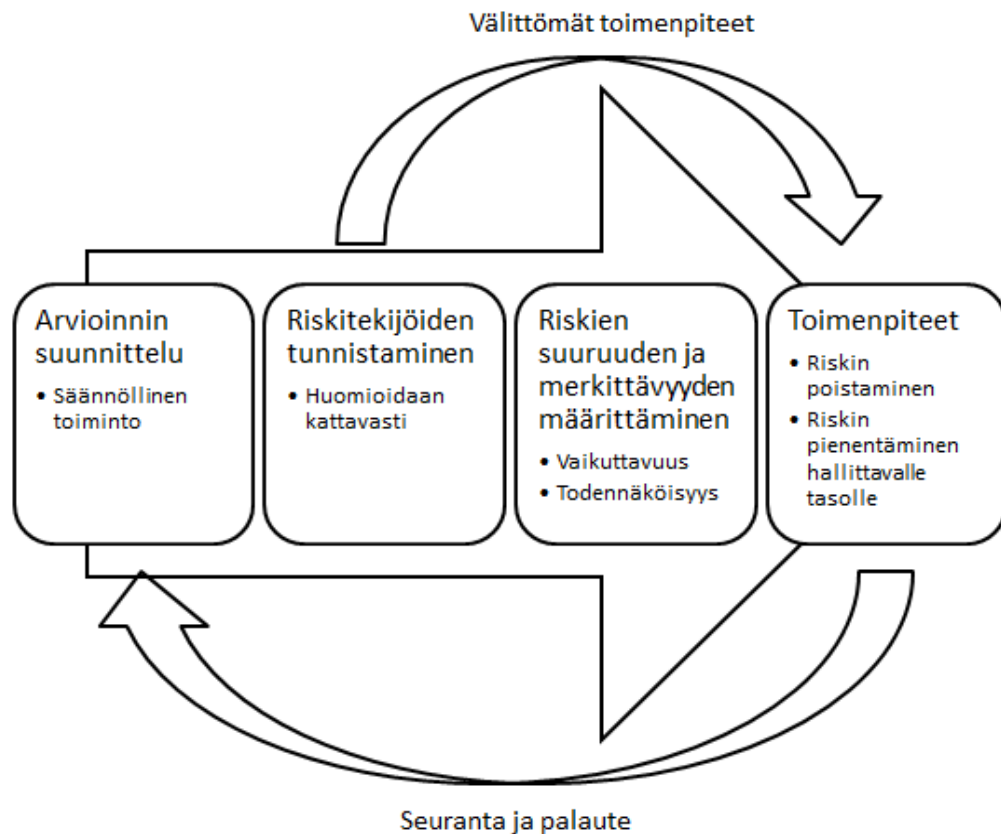 Välittömät toimenpiteet
Arvioinnin
suunnittelu
• Säännöllinen
toiminto
Riskitekijöiden
tunnistaminen
• Huomioidaan
kattavasti
Riskien
suuruuden ja
merkittävyyden
määrittäminen
• Vaikuttavuus
• Todennäköisyys
Toimenpiteet
• Riskin
poistaminen
• Riskin
pienentäminen
hallittavalle
tasolle
Seuranta ja palaute